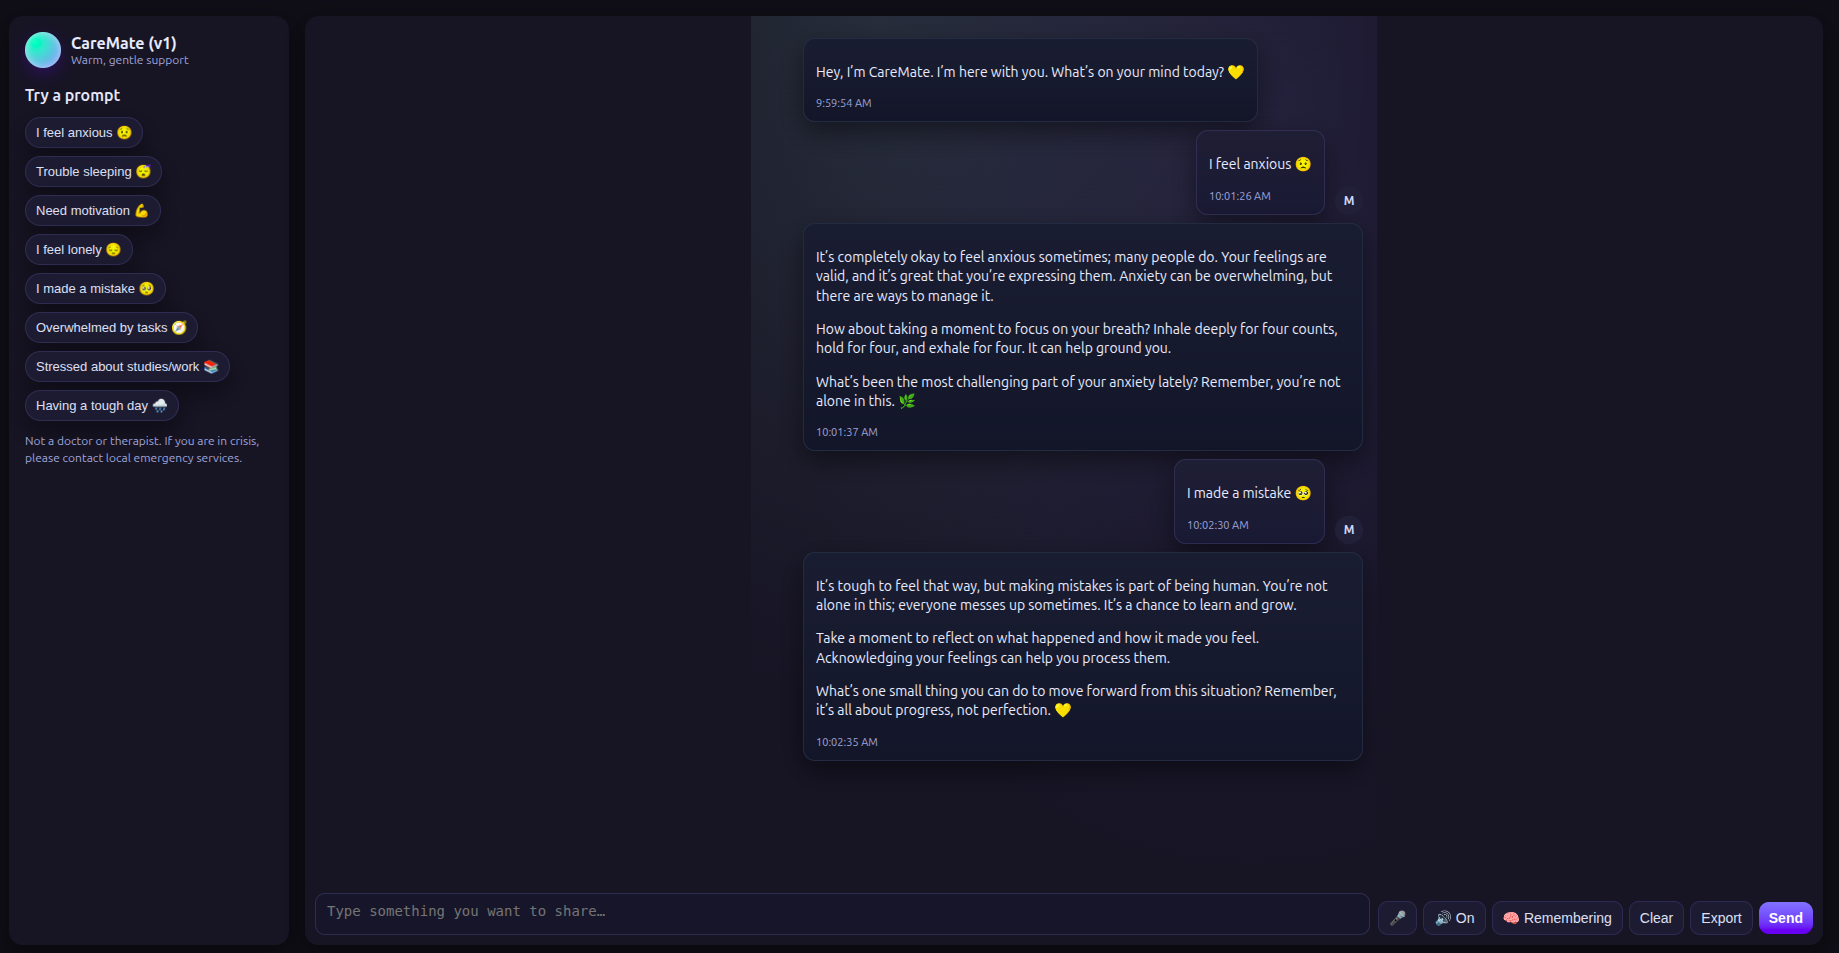 CareMate (v1)
Warm, gentle support
Try a prompt
I feel anxious 😟
Trouble sleeping 😴
Need motivation 💪
I feel lonely 😔
I made a mistake 🥺
Overwhelmed by tasks 🧭
Stressed about studies/work 📚
Having a tough day 🌧️
Not a doctor or therapist. If you are in crisis,
please contact local emergency services.
Hey, I’m CareMate. I’m here with you. What’s on your mind today? 💛
9:59:54 AM
I feel anxious 😟
10:01:26 AM
M
It’s completely okay to feel anxious sometimes; many people do. Your feelings are
valid, and it’s great that you’re expressing them. Anxiety can be overwhelming, but
there are ways to manage it.
How about taking a moment to focus on your breath? Inhale deeply for four counts,
hold for four, and exhale for four. It can help ground you.
What’s been the most challenging part of your anxiety lately? Remember, you’re not
alone in this. 🌿
10:01:37 AM
I made a mistake 🥺
10:02:30 AM
M
It’s tough to feel that way, but making mistakes is part of being human. You’re not
alone in this; everyone messes up sometimes. It’s a chance to learn and grow.
Take a moment to reflect on what happened and how it made you feel.
Acknowledging your feelings can help you process them.
What’s one small thing you can do to move forward from this situation? Remember,
it’s all about progress, not perfection. 💛
10:02:35 AM
Type something you want to share…
🎤
🔊 On
🧠 Remembering
Clear
Export
Send